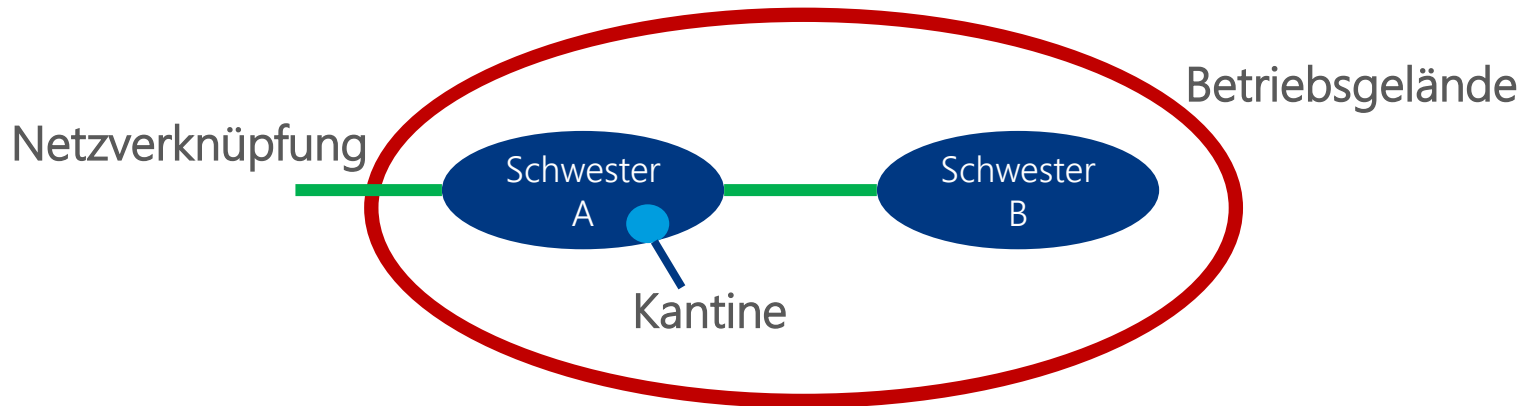 Betriebsgelände
Netzverknüpfung
Schwester
A
Schwester
B
Kantine